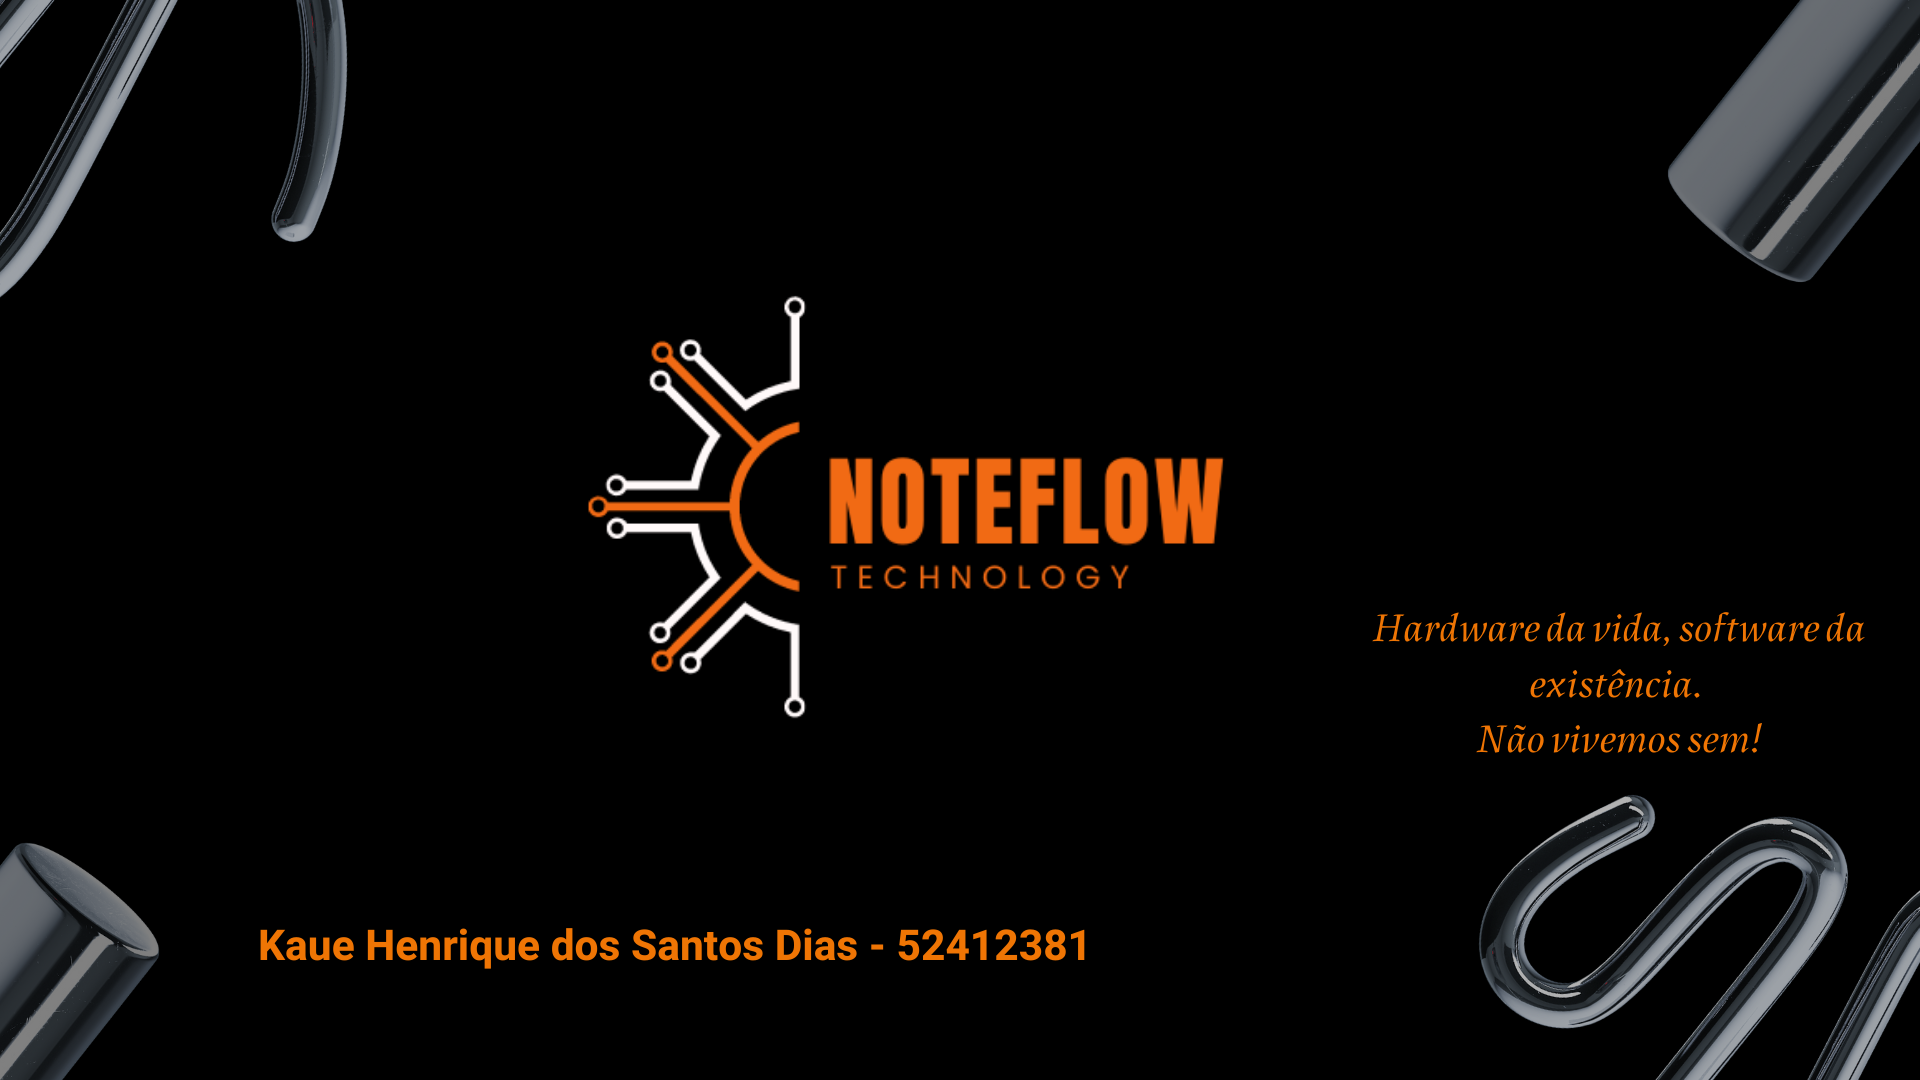 NOTEFLOW
TECHNOLOGY
Hardware da vida, software da
existência.
Não vivemos sem!
Kaue Henrique dos Santos Dias - 52412381